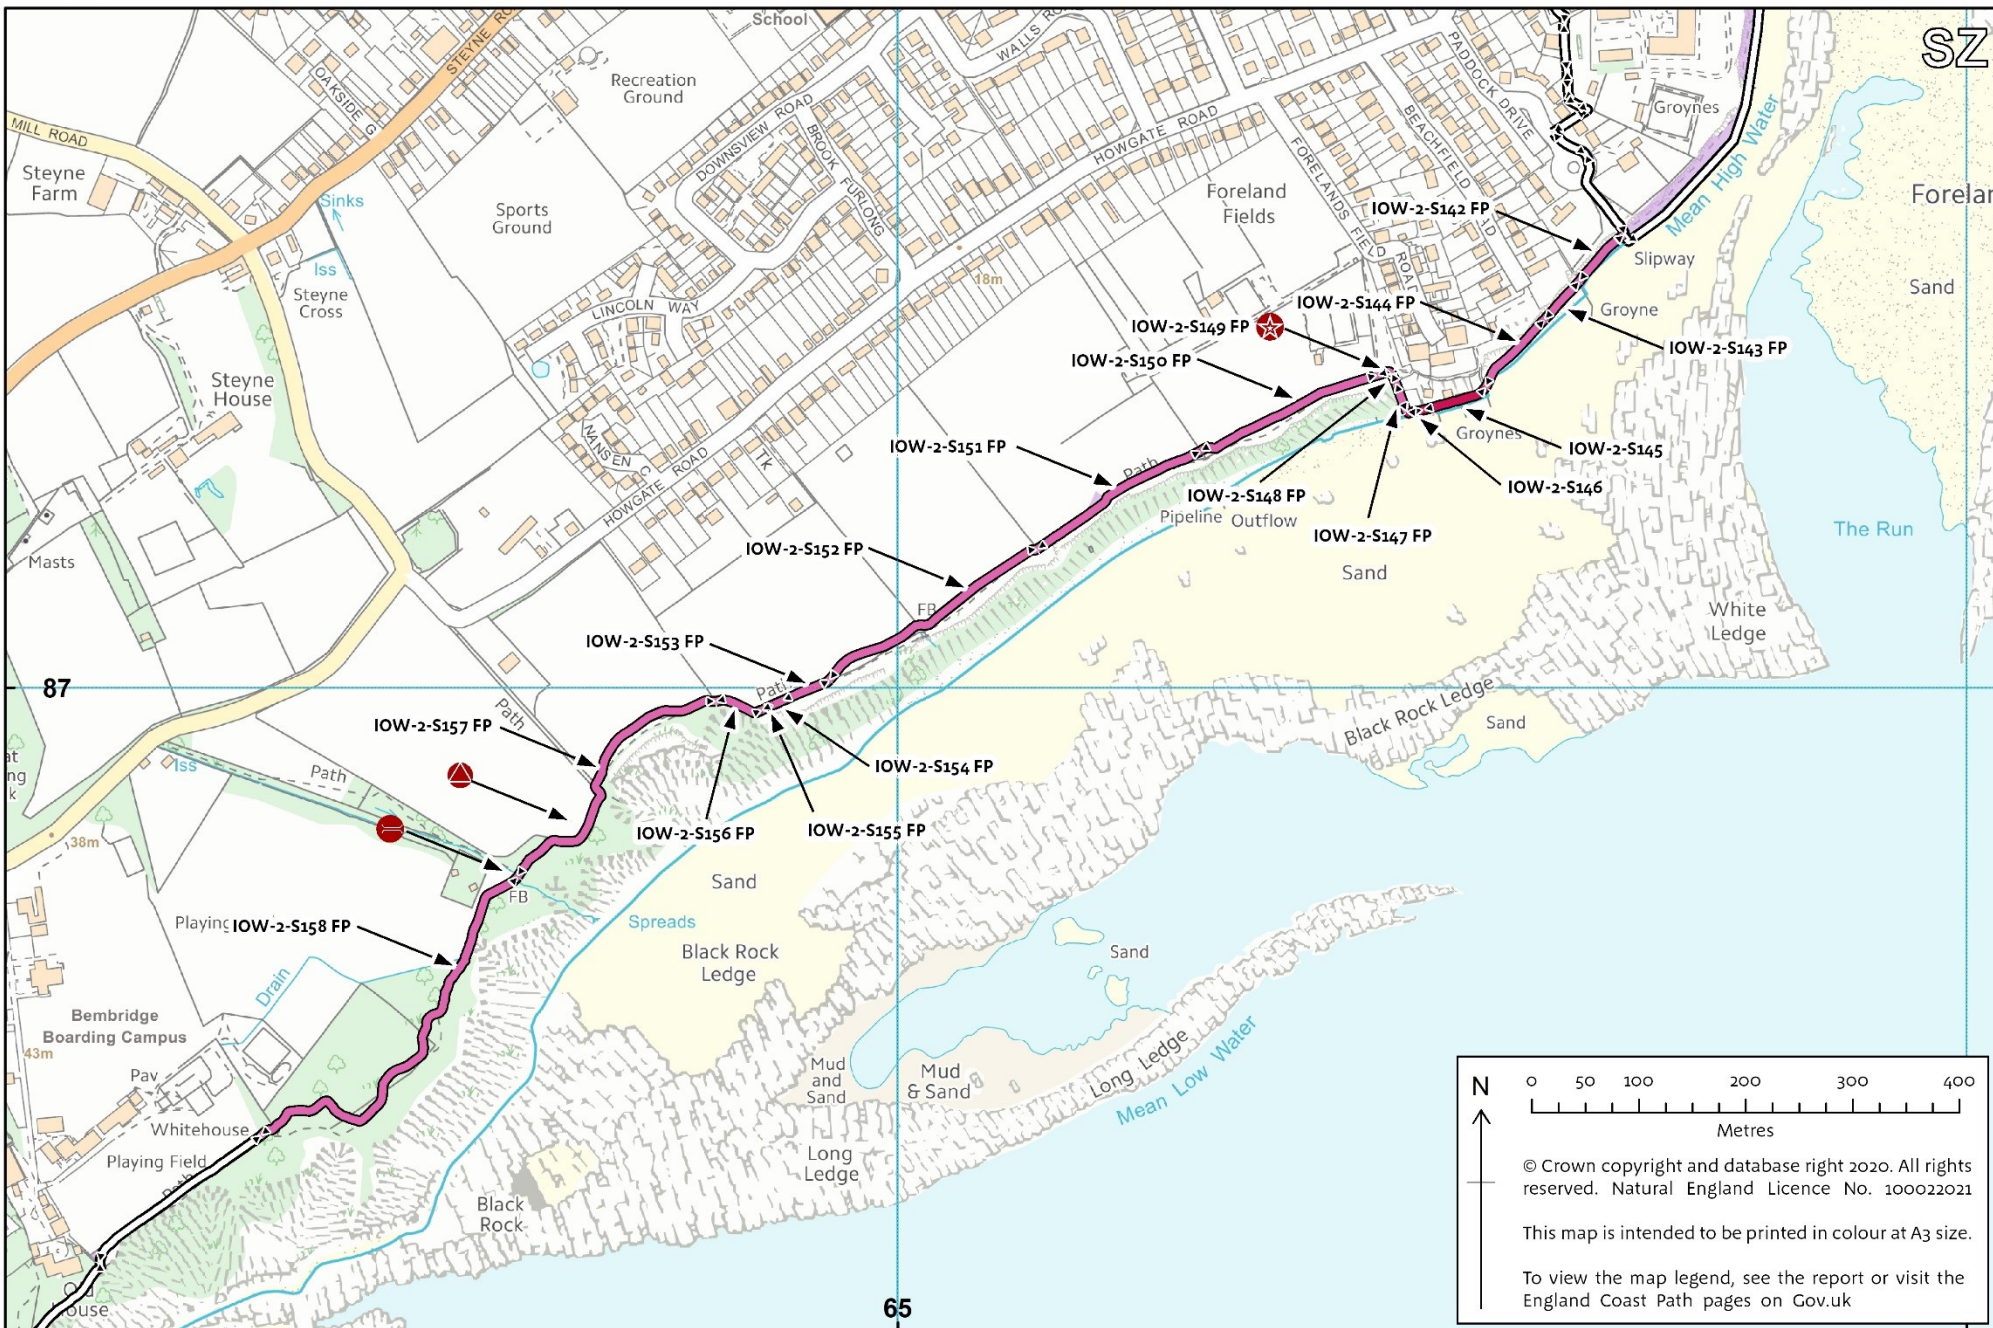 School
SZ
STEYNE RO
OAKSIDE G
Recreation
Ground
WALLS RO
PADDOCK DRIVE
Groynes
MILL ROAD
DOWNSVIEW ROAD
BROOK FURLONG
HOWGATE ROAD
BEACHFIELD
Mean High Water
Steyne
Farm
Sinks
Sports
Ground
FORELANDS FIELD ROAD
Foreland
Fields
IOW-2-S142 FP
Forelan
Iss
Steyne
Cross
18m
Slipway
Sand
LINCOLN WAY
IOW-2-S144 FP
Groyne
IOW-2-S149 FP
IOW-2-S143 FP
IOW-2-S150 FP
Steyne
House
NANSEN C
HOWGATE ROAD
Tk
IOW-2-S151 FP
Path
Groynes
IOW-2-S145
IOW-2-S146
IOW-2-S148 FP
Pipeline Outflow
IOW-2-S147 FP
The Run
Masts
IOW-2-S152 FP
Sand
FB
White
Ledge
IOW-2-S153 FP
87
Path
Black Rock Ledge
Sand
Path
IOW-2-S157 FP
IOW-2-S154 FP
Iss
Path
IOW-2-S156 FP
IOW-2-S155 FP
38m
Sand
FB
Playing
IOW-2-S158 FP
Spreads
Black Rock
Ledge
Sand
Drain
Bembridge
Boarding Campus
43m
Pav
Mud
and
Sand
Mud
& Sand
Long Ledge
Mean Low Water
Whitehouse
Playing Field
Path
Long
Ledge
Black
Rock
Old
House
65
N
0 50 100 200 300 400
Metres
© Crown copyright and database right 2020. All rights
reserved. Natural England Licence No. 100022021
This map is intended to be printed in colour at A3 size.
To view the map legend, see the report or visit the
England Coast Path pages on Gov.uk